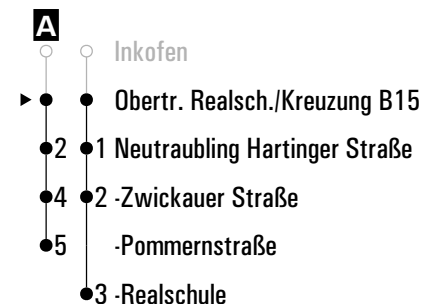 A
Inkofen
Obertr. Realsch./Kreuzung B15
2 1 Neutraubling Hartinger Straße
4 2 -Zwickauer Straße
5 -Pommernstraße
3 -Realschule